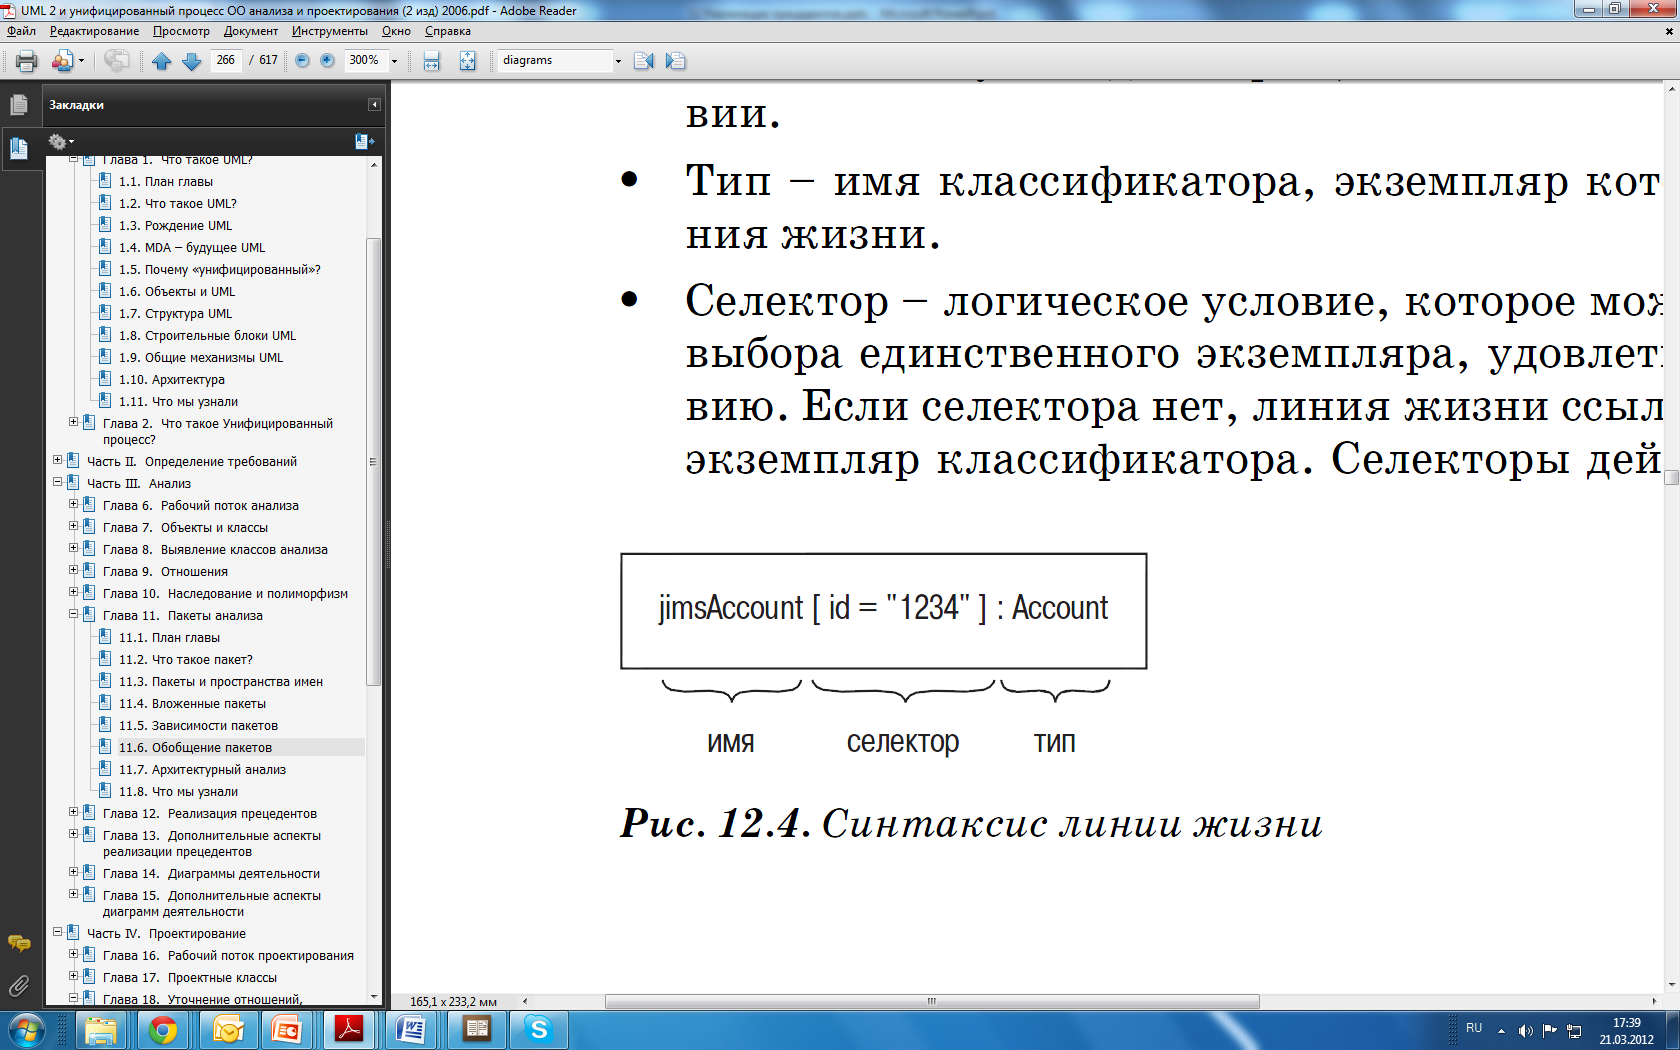 UML 2 и унифицированный процесс ОО анализа и проектирования (2 изд) 2006.pdf - Adobe Reader
Файл Редактирование Просмотр Документ Инструменты Окно Справка
266 / 617 300% diagrams
Закладки
Глава 1. Что такое UML?
1.1. План главы
1.2. Что такое UML?
1.3. Рождение UML
1.4. MDA – будущее UML
1.5. Почему «унифицированный»?
1.6. Объекты и UML
1.7. Структура UML
1.8. Строительные блоки UML
1.9. Общие механизмы UML
1.10. Архитектура
1.11. Что мы узнали
Глава 2. Что такое Унифицированный
процесс?
Часть II. Определение требований
Часть III. Анализ
Глава 6. Рабочий поток анализа
Глава 7. Объекты и классы
Глава 8. Выявление классов анализа
Глава 9. Отношения
Глава 10. Наследование и полиморфизм
Глава 11. Пакеты анализа
11.1. План главы
11.2. Что такое пакет?
11.3. Пакеты и пространства имен
11.4. Вложенные пакеты
11.5. Зависимости пакетов
11.6. Обобщение пакетов
11.7. Архитектурный анализ
11.8. Что мы узнали
Глава 12. Реализация прецедентов
Глава 13. Дополнительные аспекты
реализации прецедентов
Глава 14. Диаграммы деятельности
Глава 15. Дополнительные аспекты
диаграмм деятельности
Часть IV. Проектирование
Глава 16. Рабочий поток проектирования
Глава 17. Проектные классы
Глава 18. Уточнение отношений,
вии.
• Тип – имя классификатора, экземпляр кот
ния жизни.
• Селектор – логическое условие, которое мож
выбора единственного экземпляра, удовлет
вию. Если селектора нет, линия жизни ссыл
экземпляр классификатора. Селекторы дей
jimsAccount [ id = "1234" ] : Account
имя селектор тип
Рис. 12.4. Синтаксис линии жизни
165,1 x 233,2 мм
RU
17:39
21.03.2012